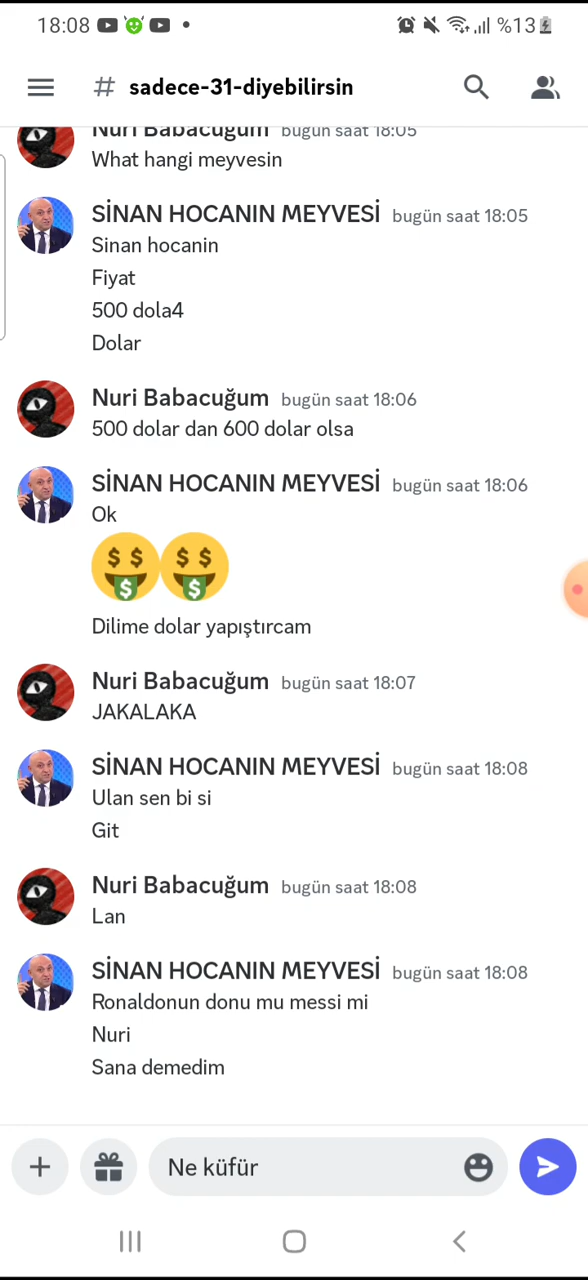 18:08 %13
# sadece-31-diyebilirsin
Nuri Babacuğum bugün saat 18:05
What hangi meyvesin
SİNAN HOCANIN MEYVESİ bugün saat 18:05
Sinan hocanin
Fiyat
500 dola4
Dolar
Nuri Babacuğum bugün saat 18:06
500 dolar dan 600 dolar olsa
SİNAN HOCANIN MEYVESİ bugün saat 18:06
Ok
Dilime dolar yapıştırcam
Nuri Babacuğum bugün saat 18:07
JAKALAKA
SİNAN HOCANIN MEYVESİ bugün saat 18:08
Ulan sen bi si
Git
Nuri Babacuğum bugün saat 18:08
Lan
SİNAN HOCANIN MEYVESİ bugün saat 18:08
Ronaldonun donu mu messi mi
Nuri
Sana demedim
Ne küfür